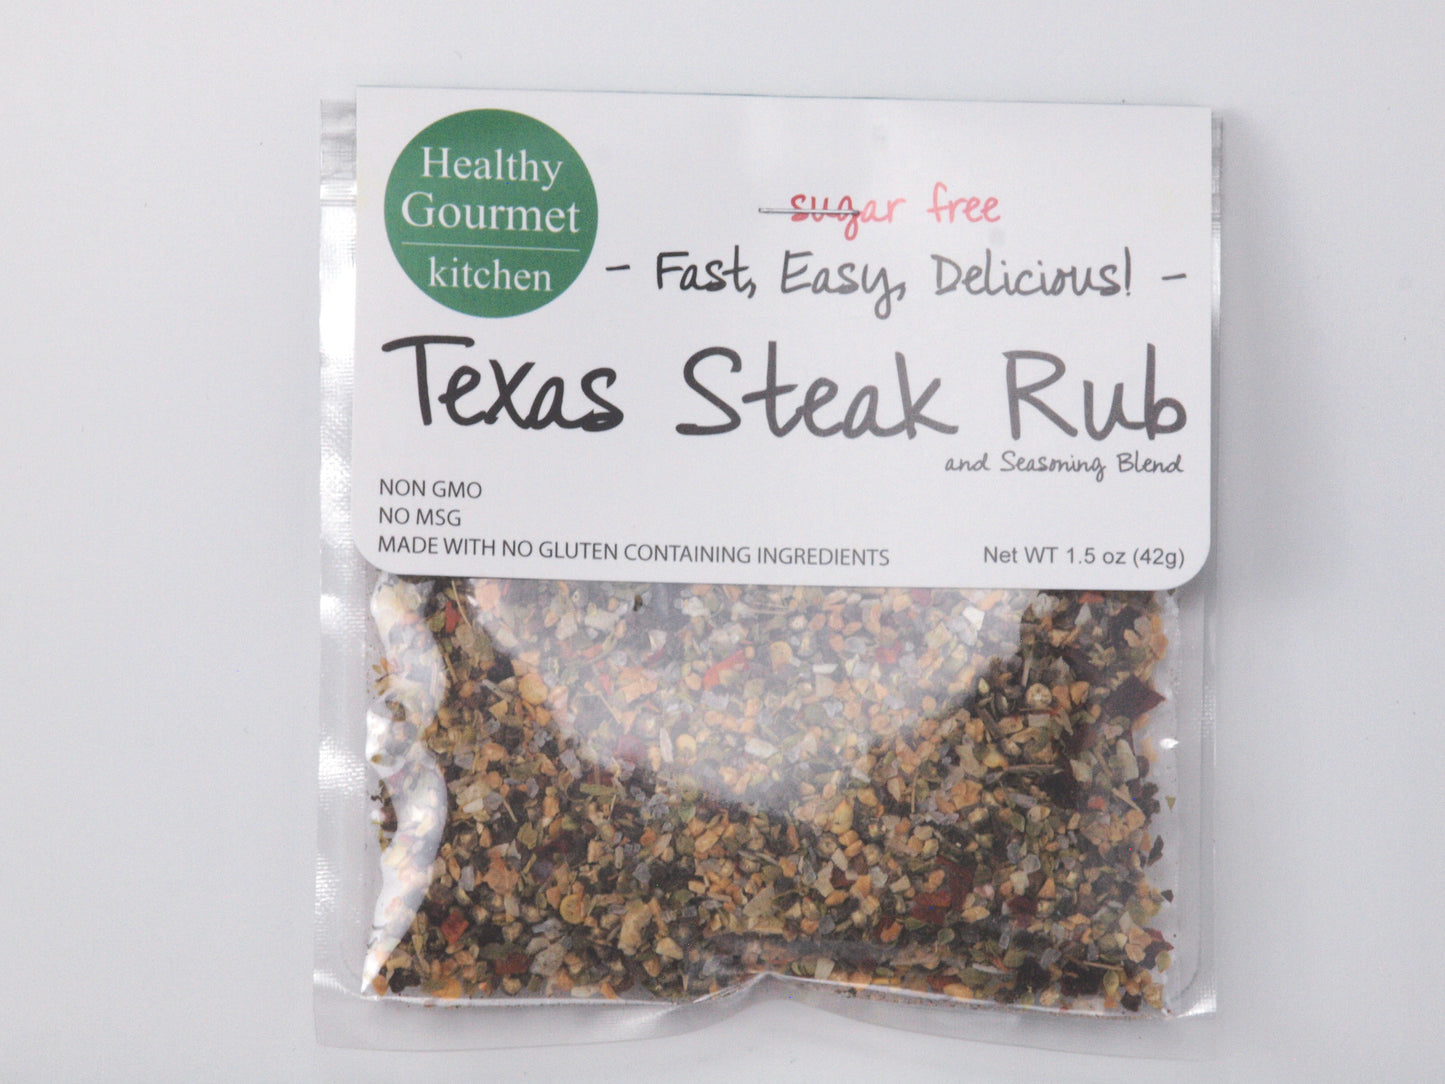 Healthy
Gourmet
kitchen
sugar free
- Fast, Easy, Delicious! -
Texas Steak Rub
and Seasoning Blend
NON GMO
NO MSG
MADE WITH NO GLUTEN CONTAINING INGREDIENTS
Net WT 1.5 oz (42g)